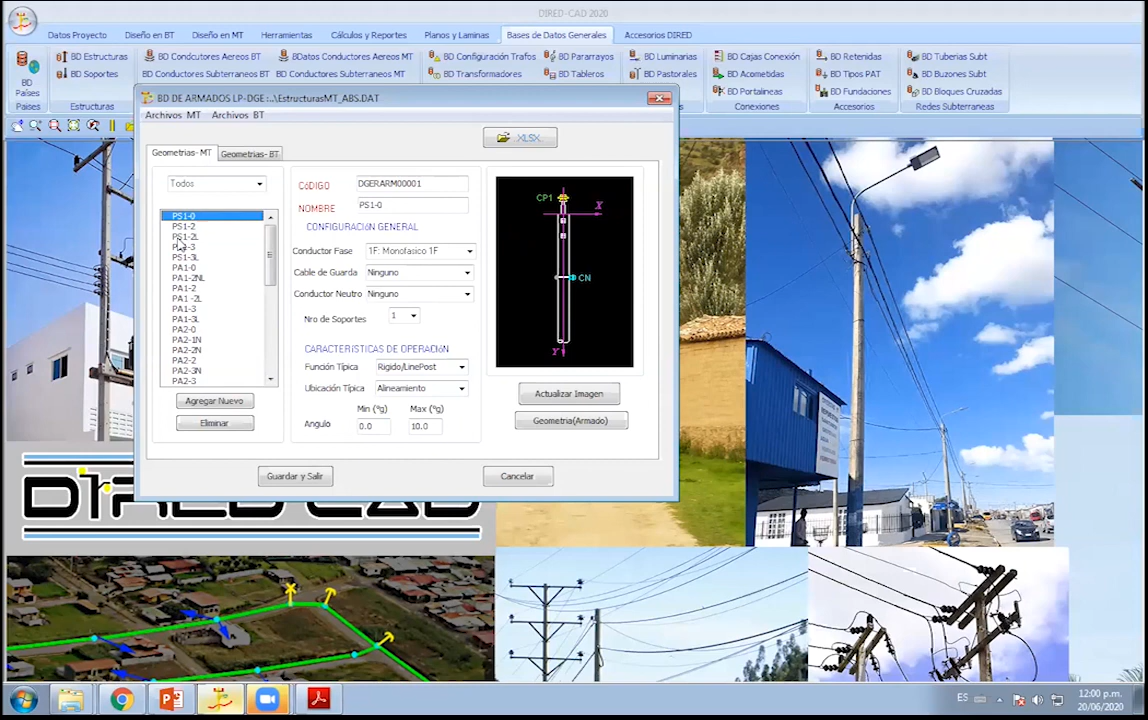 DIRED-CAD 2020
Datos Proyecto Diseño en BT Diseño en MT Herramientas Cálculos y Reportes Planos y Laminas Bases de Datos Generales Accesorios DIRED
BD Países
Paises
BD Estructuras
BD Soportes
Estructuras
BD Condcutores Aereos BT BDatos Conductores Aereos MT
BD Conductores Subterraneos BT BD Conductores Subterraneos MT
BD Configuración Trafos BD Pararrayos
BD Transformadores BD Tableros
BD Luminarias
BD Pastorales
BD Cajas Conexión
BD Acometidas
BD Portalineas
Conexiones
BD Retenidas
BD Tipos PAT
BD Fundaciones
Accesorios
BD Tuberias Subt
BD Buzones Subt
BD Bloques Cruzadas
Redes Subterraneas
BD DE ARMADOS LP-DGE :..\EstructurasMT_ABS.DAT
Archivos MT Archivos BT
XLSX
Geometrias- MT Geometrias- BT
Todos
PS1-0
PS1-2
PS1-2L
PS1-3L
PA1-0
PA1-2NL
PA1-2
PA1 -2L
PA1-3
PA1-3L
PA2-0
PA2-1N
PA2-2N
PA2-2
PA2-3N
PA2-3
Agregar Nuevo
Eliminar
CóDIGO DGERARM00001
NOMBRE PS1-0
CONFIGURACIÓN GENERAL
Conductor Fase 1F: Monofasico 1F
Cable de Guarda Ninguno
Conductor Neutro Ninguno
Nro de Soportes 1
CARACTERíSTICAS DE OPERACIóN
Función Típica Rigido/LinePost
Ubicación Típica Alineamiento
Min (°g) Max (°g)
Angulo 0.0 10.0
CP1
X
CN
Y
Actualizar Imagen
Geometria(Armado)
Guardar y Salir Cancelar
DIRED CAD
ES
12:00 p.m.
20/06/2020